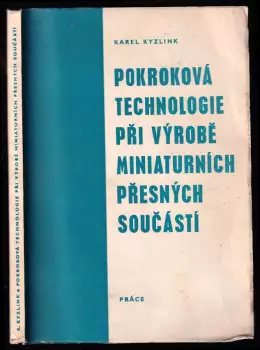 KAREL KYZLINK
POKROKOVÁ
TECHNOLOGIE
PŘI VÝROBĚ
MINIATURNÍCH
PŘESNÝCH
SOUČÁSTÍ
PRÁCE
K. KYZLINK • POKROKOVÁ TECHNOLOGIE PŘI VÝROBĚ MINIATURNÍCH PŘESNÝCH SOUČÁSTÍ